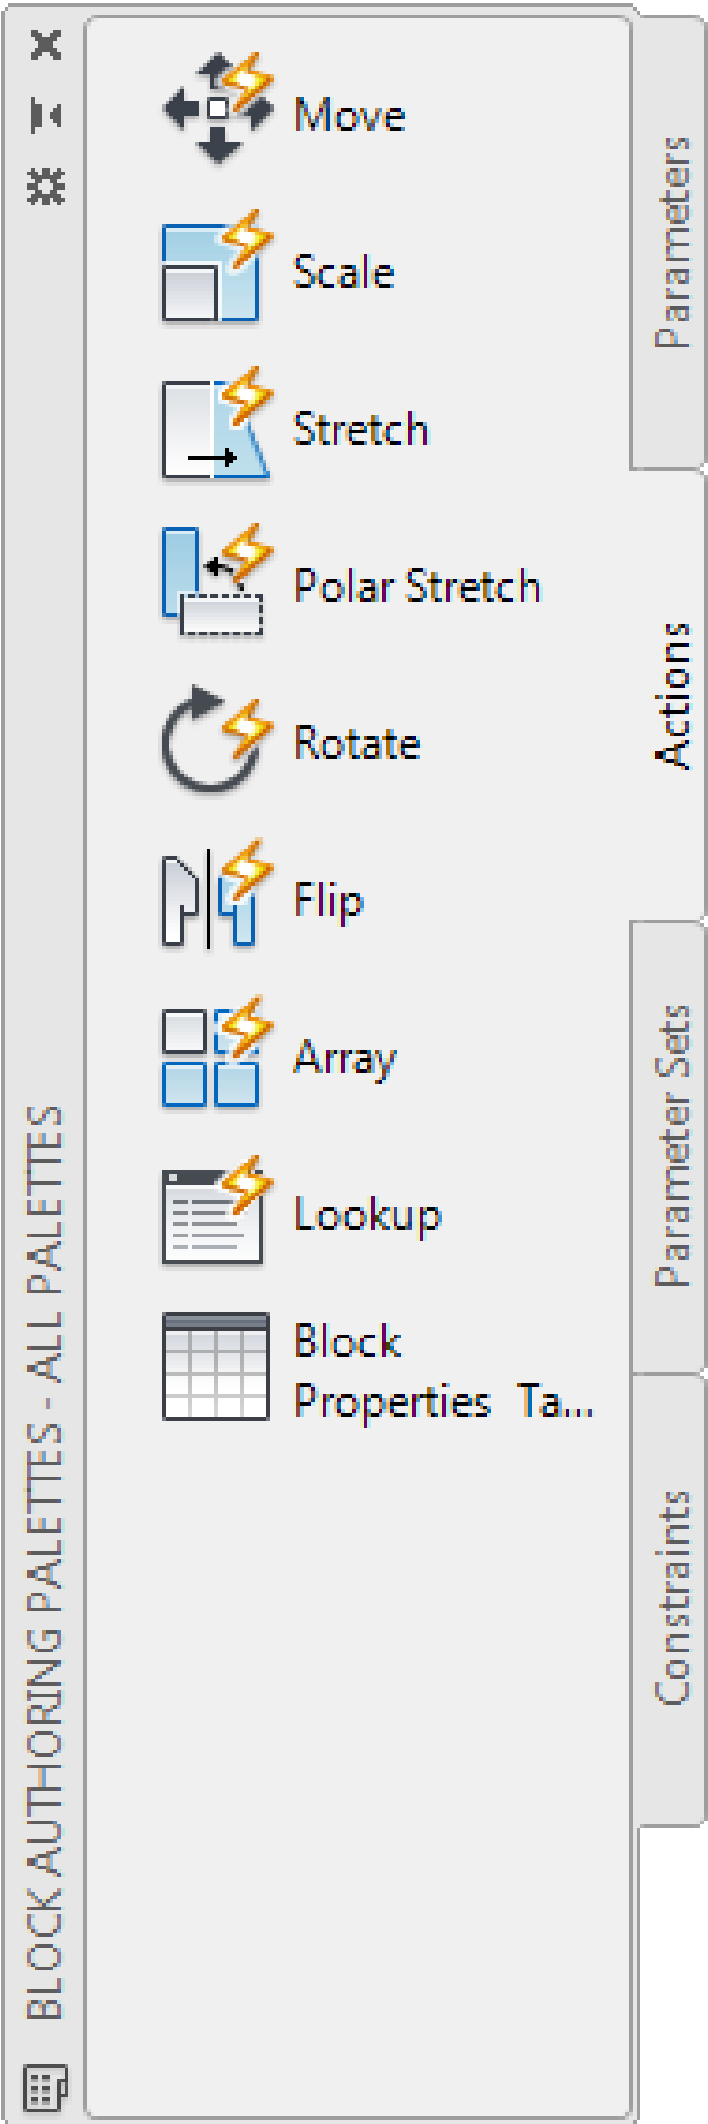 Move
Scale
Stretch
Polar Stretch
Rotate
Flip
Array
Lookup
Block
Properties Ta...
Parameters
Actions
Parameter Sets
Constraints
BLOCK AUTHORING PALETTES - ALL PALETTES